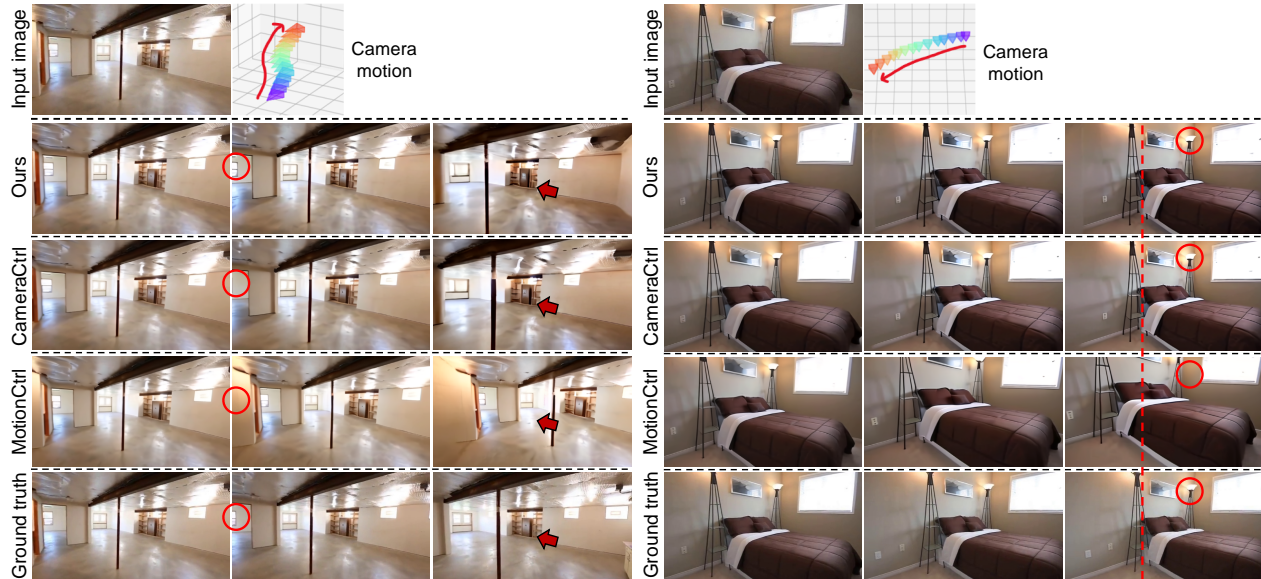 Input image
Camera
motion
Ours
CameraCtrl
MotionCtrl
Ground truth
Input image
Camera
motion
Ours
CameraCtrl
MotionCtrl
Ground truth